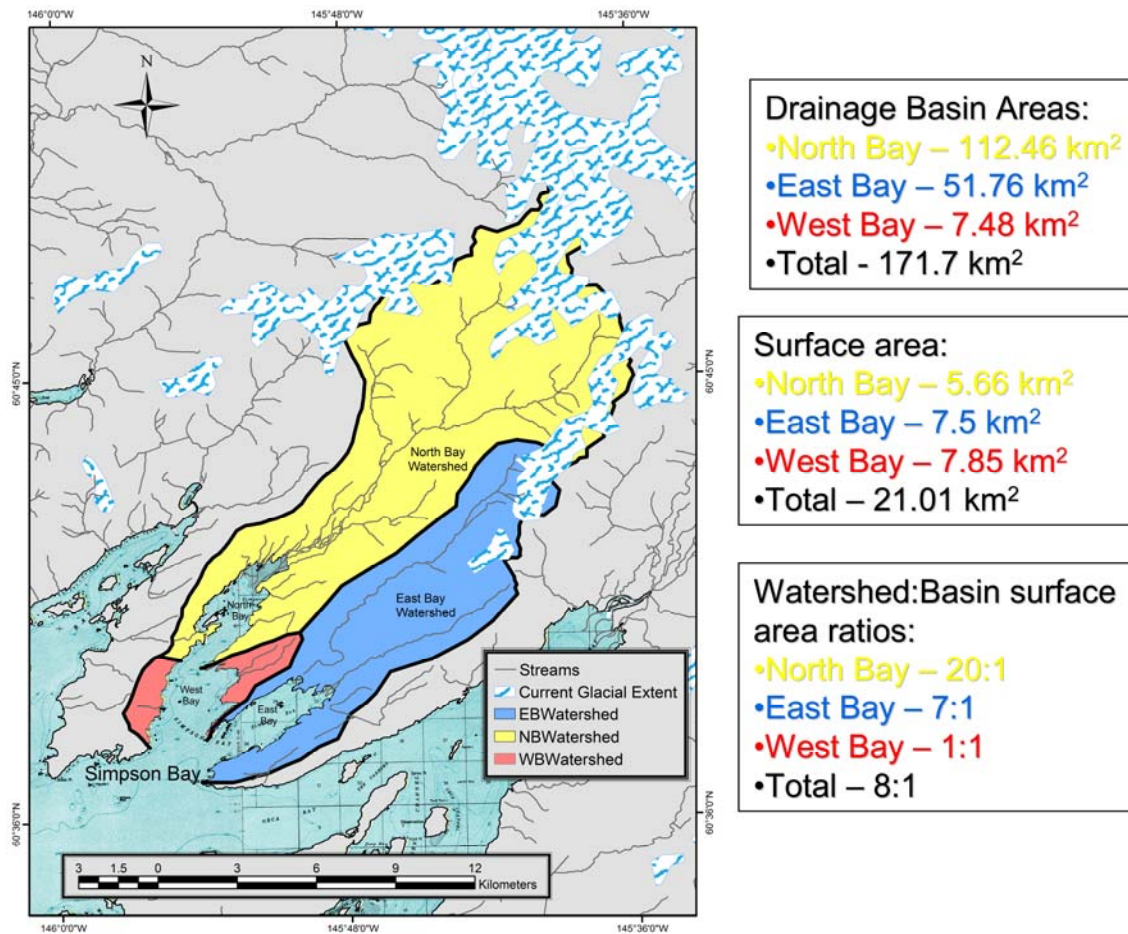 146°0'0"W
145°48'0"W
145°36'0"W
N
60°45'0"N
60°45'0"N
North Bay
Watershed
East Bay
Watershed
North
Bay
West
Bay
East
Bay
Simpson Bay
Streams
Current Glacial Extent
EBWatershed
NBWatershed
WBWatershed
60°36'0"N
60°36'0"N
3 1.5 0 3 6 9 12
Kilometers
146°0'0"W
145°48'0"W
145°36'0"W
Drainage Basin Areas:
•North Bay – 112.46 km²
•East Bay – 51.76 km²
•West Bay – 7.48 km²
•Total - 171.7 km²
Surface area:
•North Bay – 5.66 km²
•East Bay – 7.5 km²
•West Bay – 7.85 km²
•Total – 21.01 km²
Watershed:Basin surface
area ratios:
•North Bay – 20:1
•East Bay – 7:1
•West Bay – 1:1
•Total – 8:1